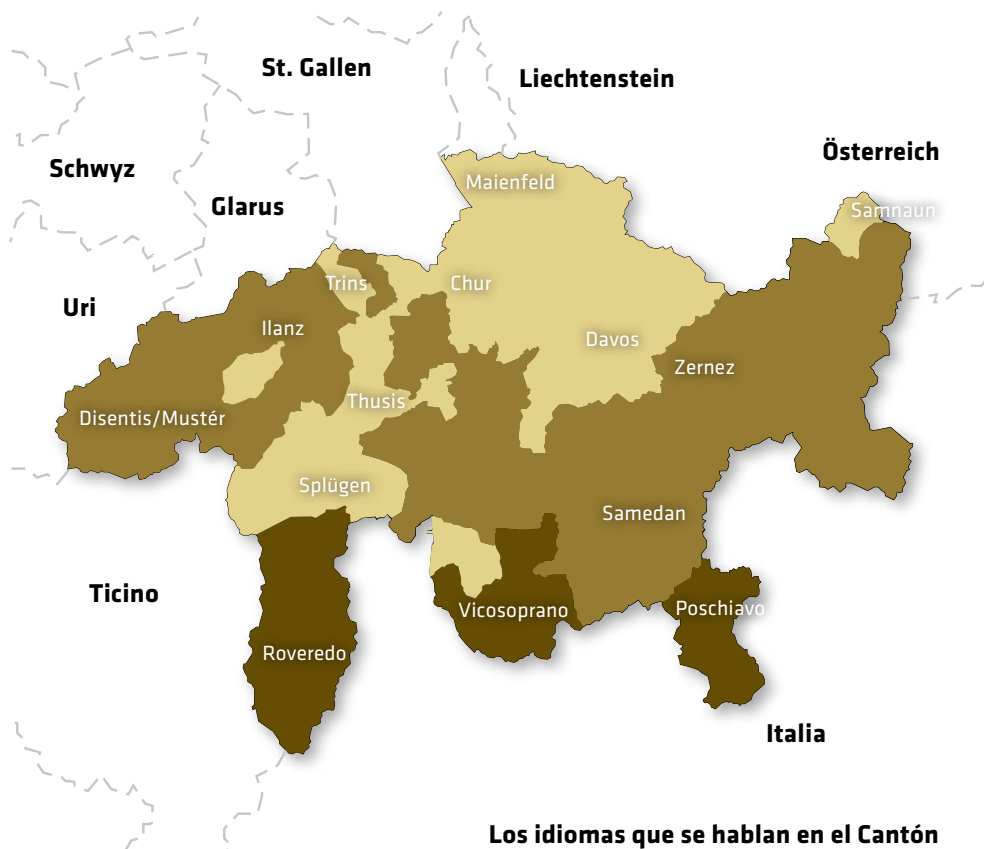 St. Gallen
Liechtenstein
Österreich
Schwyz
Maienfeld
Glarus
Samnaun
Trins
Chur
Uri
Ilanz
Davos
Zernez
Thusis
Disentis/Mustér
Splügen
Samedan
Ticino
Vicosoprano
Poschiavo
Roveredo
Italia
Los idiomas que se hablan en el Cantón